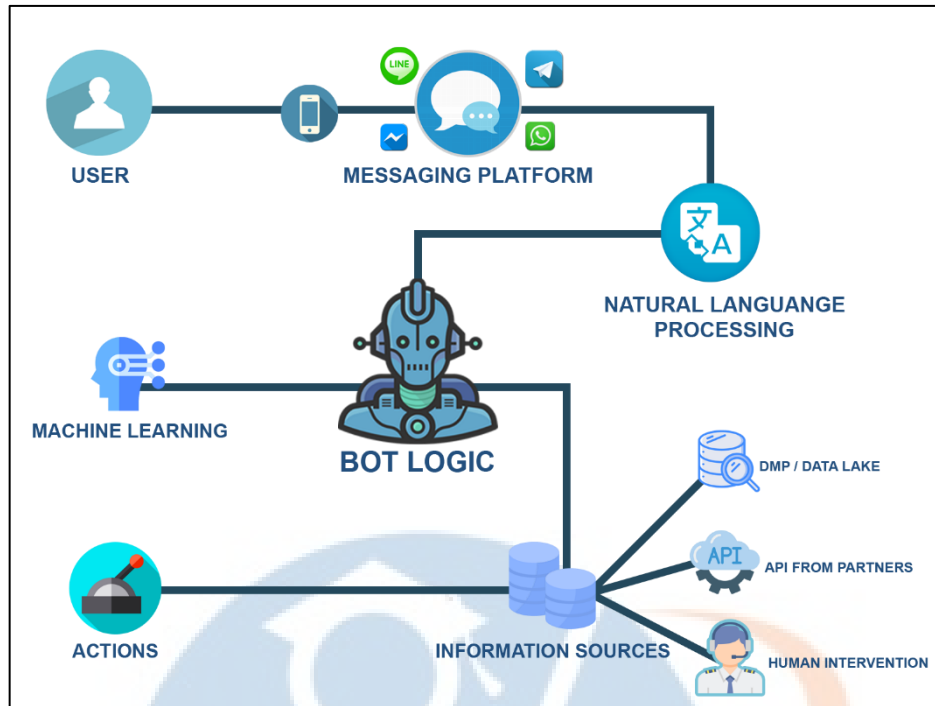 LINE
USER
MESSAGING PLATFORM
文
A
NATURAL LANGUANGE
PROCESSING
MACHINE LEARNING
BOT LOGIC
DMP / DATA LAKE
API
API FROM PARTNERS
ACTIONS
INFORMATION SOURCES
HUMAN INTERVENTION